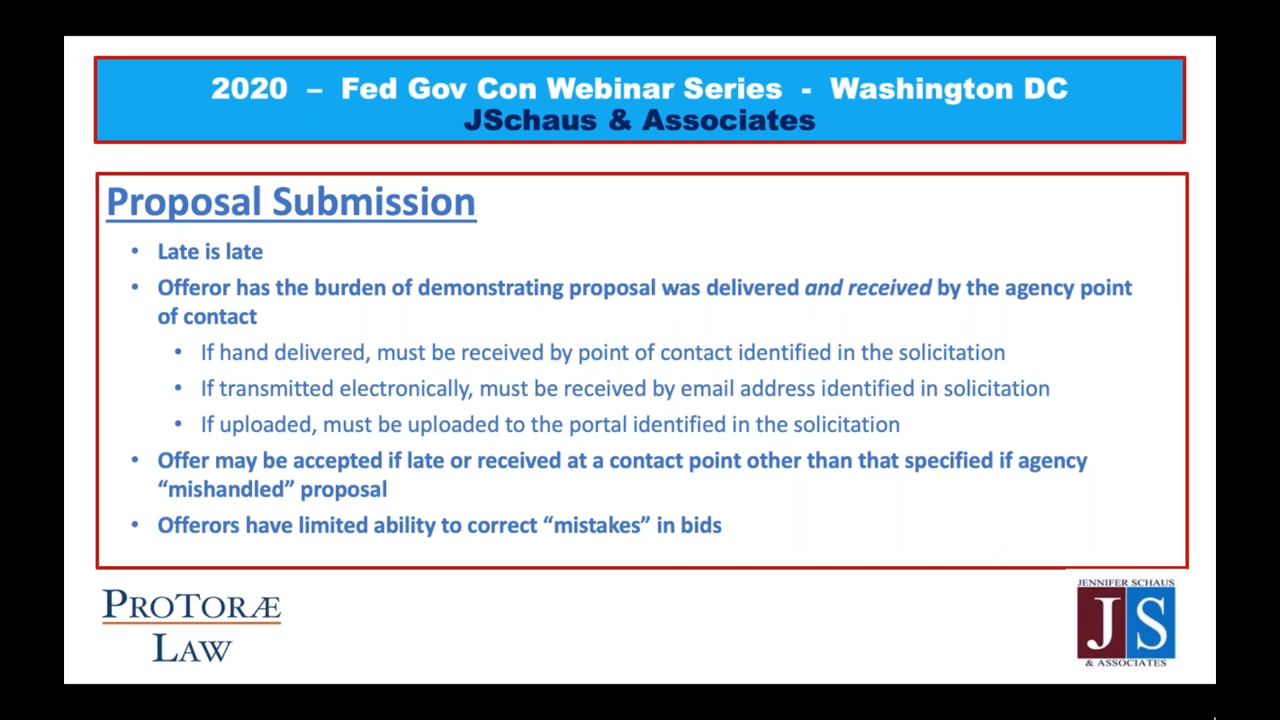 2020 – Fed Gov Con Webinar Series - Washington DC
JSchaus & Associates
Proposal Submission
• Late is late
• Offeror has the burden of demonstrating proposal was delivered and received by the agency point
of contact
• If hand delivered, must be received by point of contact identified in the solicitation
• If transmitted electronically, must be received by email address identified in solicitation
• If uploaded, must be uploaded to the portal identified in the solicitation
• Offer may be accepted if late or received at a contact point other than that specified if agency
“mishandled” proposal
• Offerors have limited ability to correct “mistakes” in bids
PROTORÆ
LAW
JENNIFER SCHAUS
JS
& ASSOCIATES